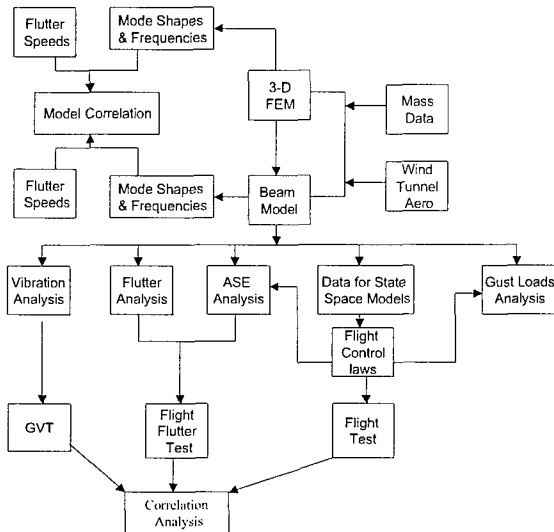 Flutter
Speeds
Mode Shapes
& Frequencies
3-D
FEM
Model Correlation
Mass
Data
Flutter
Speeds
Mode Shapes
& Frequencies
Beam
Model
Wind
Tunnel
Aero
Vibration
Analysis
Flutter
Analysis
ASE
Analysis
Data for State
Space Models
Gust Loads
Analysis
Flight
Control
laws
GVT
Flight
Flutter
Test
Flight
Test
Correlation
Analysis